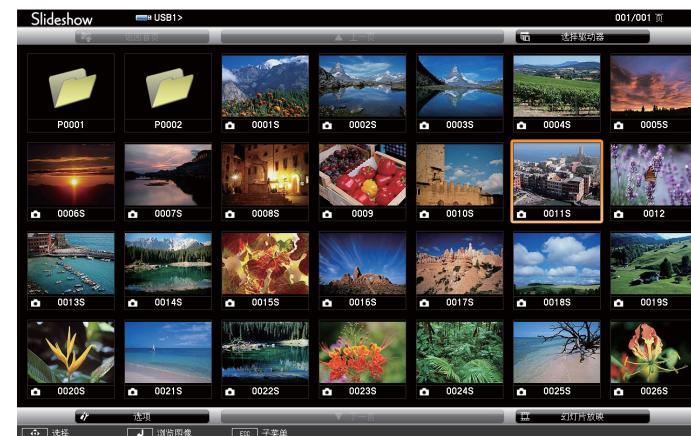 Slideshow USB1> 001/001 页
返回首页 ▲ 上一页 选择驱动器
P0001 P0002 0001S 0002S 0003S 0004S 0005S
0006S 0007S 0008S 0009 0010S 0011S 0012
0013S 0014S 0015S 0016S 0017S 0018S 0019S
0020S 0021S 0022S 0023S 0024S 0025S 0026S
选项 ▼ 下一页 幻灯片放映
选择 浏览图像 ESC 子菜单